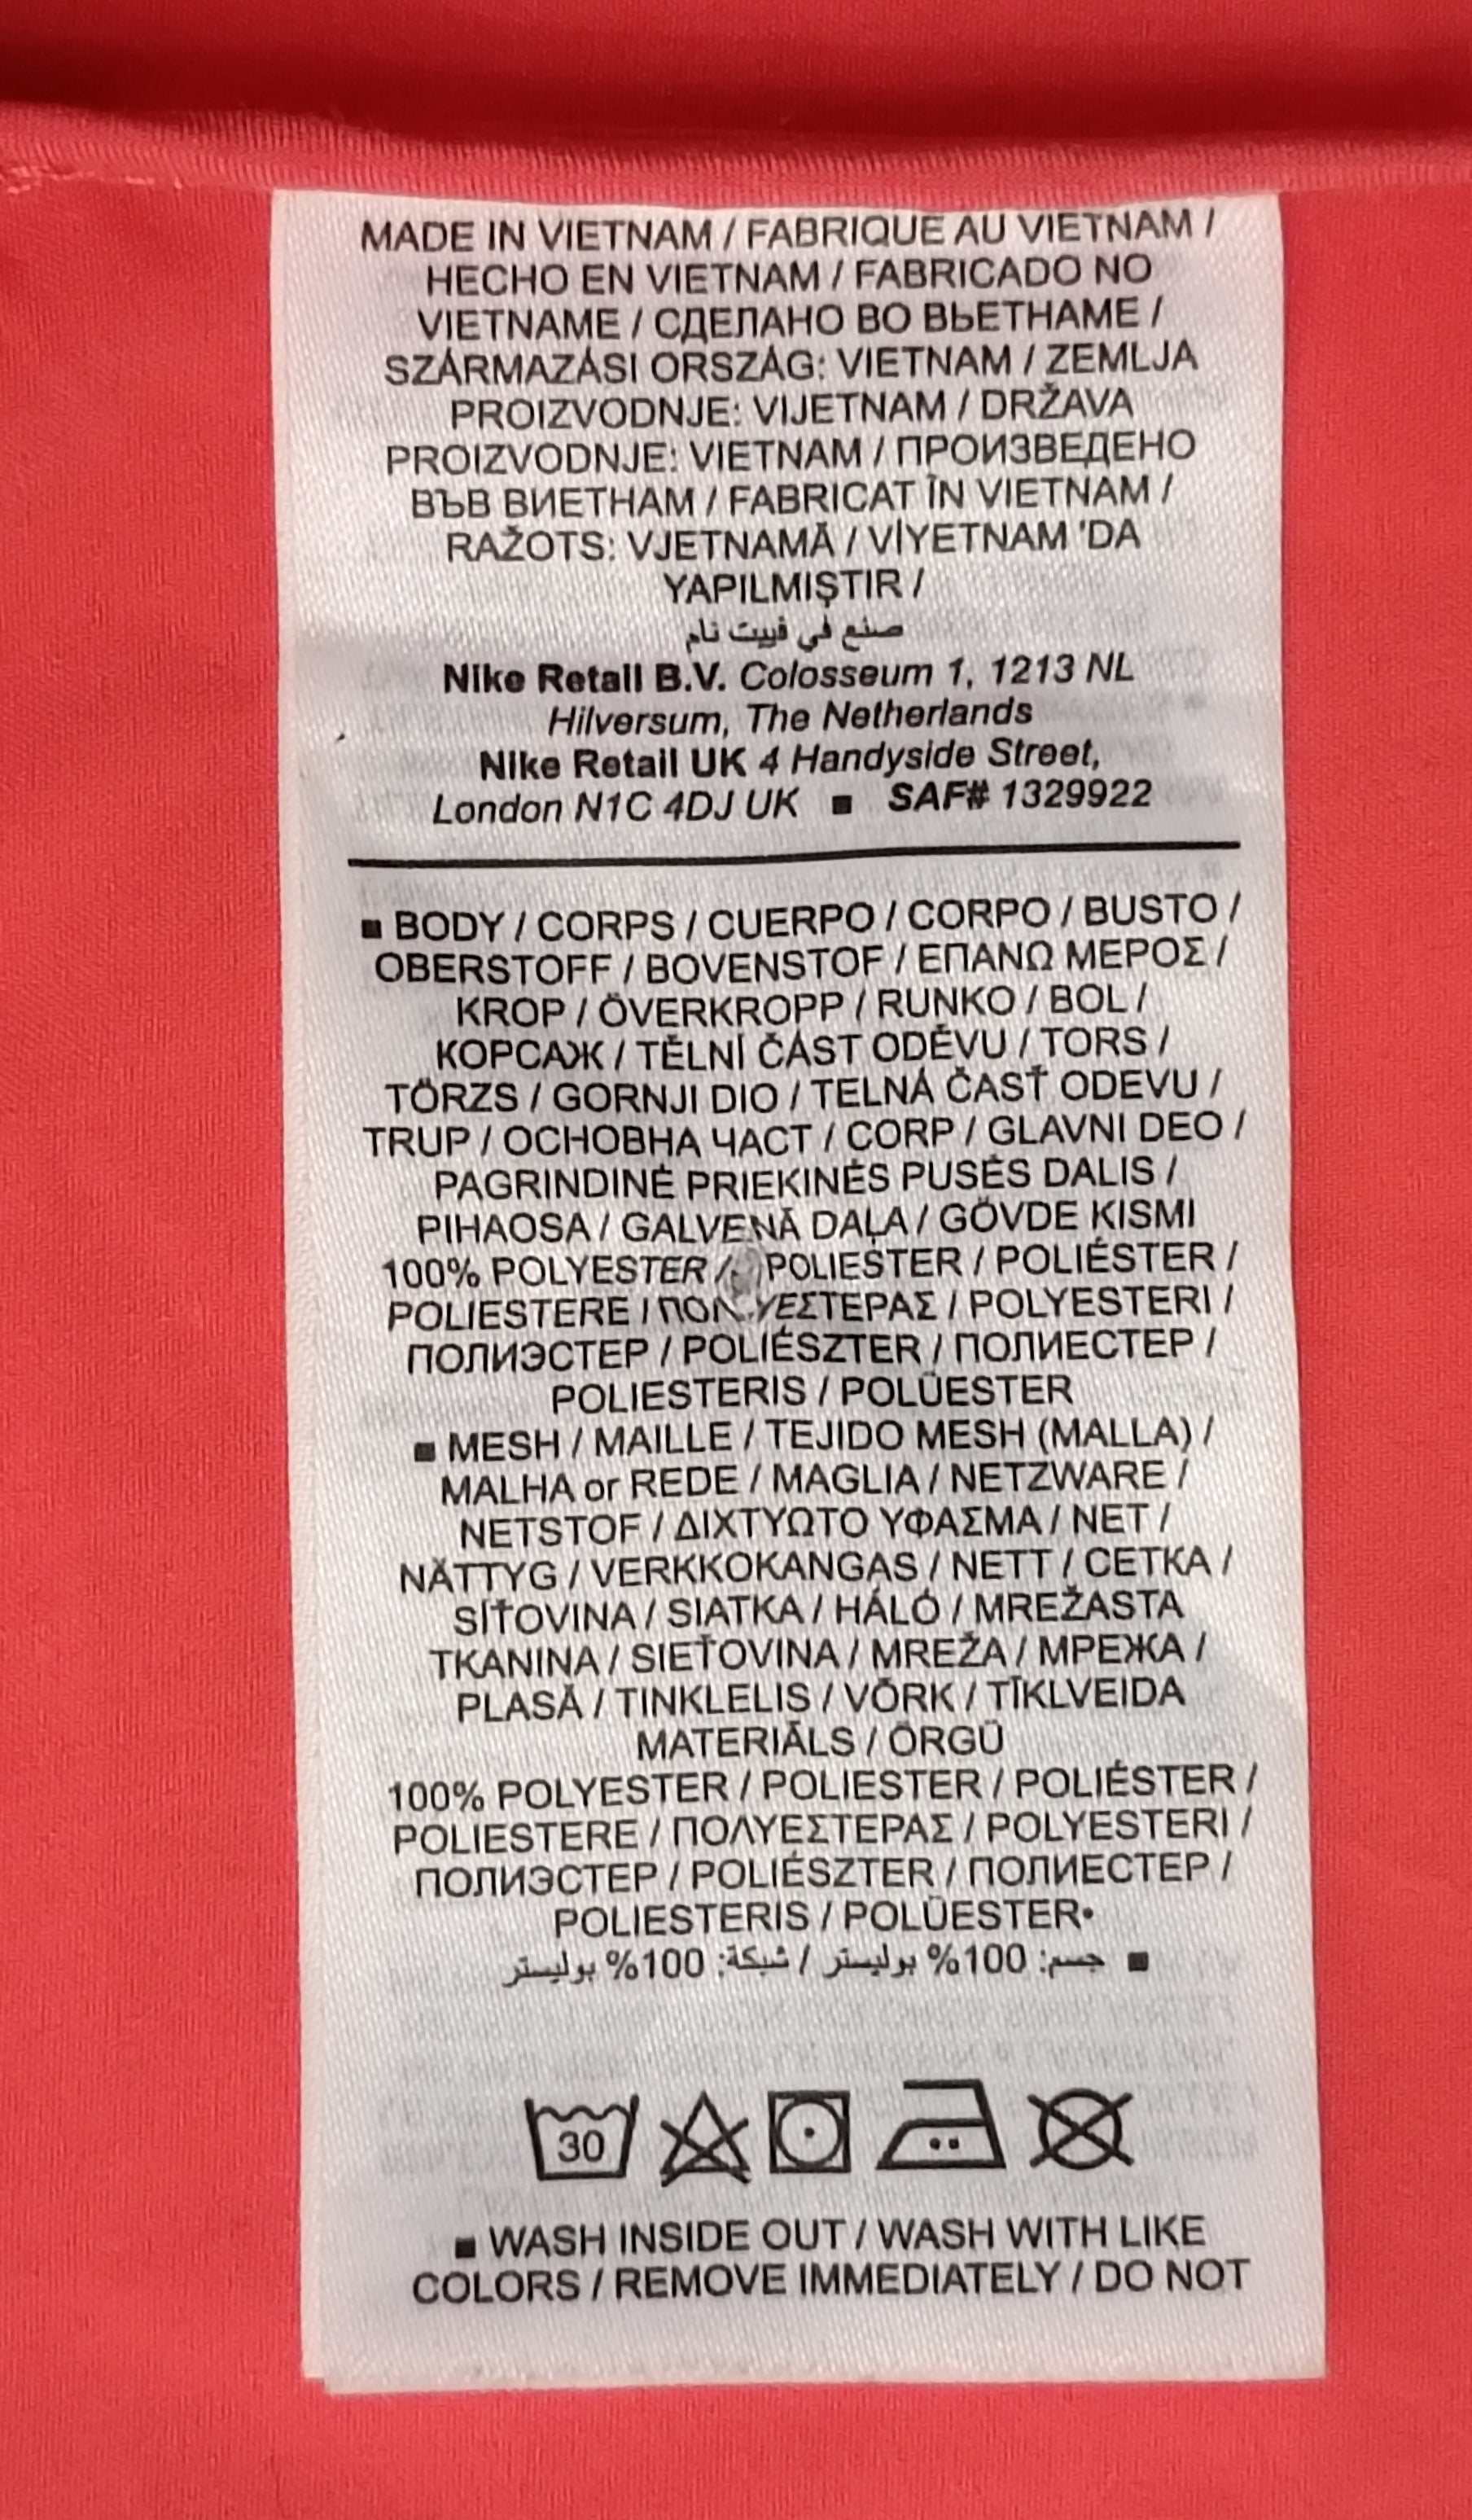 MADE IN VIETNAM / FABRIQUE AU VIETNAM /
HECHO EN VIETNAM / FABRICADO NO
VIETNAME / СДЕЛАНО ВО ВЬЕТНАМЕ /
SZÁRMAZÁSI ORSZÁG: VIETNAM / ZEMLJA
PROIZVODNJE: VIJETNAM / DRŽAVA
PROIZVODNJE: VIETNAM / ПРОИЗВЕДЕНО
ВЪВ ВИЕТНАМ / FABRICAT ÎN VIETNAM /
RAŽOTS: VJETNAMĀ / VİYETNAM 'DA
YAPILMIŞTIR /
صنع في فييت نام
Nike Retail B.V. Colosseum 1, 1213 NL
Hilversum, The Netherlands
Nike Retail UK 4 Handyside Street,
London N1C 4DJ UK ■ SAF# 1329922
■ BODY / CORPS / CUERPO / CORPO / BUSTO /
OBERSTOFF / BOVENSTOF / ΕΠΑΝΩ ΜΕΡΟΣ /
KROP / ÖVERKROPP / RUNKO / BOL /
КОРСАЖ / TĚLNÍ ČÁST ODĚVU / TORS /
TÖRZS / GORNJI DIO / TELNÁ ČASŤ ODEVU /
TRUP / ОСНОВНА ЧАСТ / CORP / GLAVNI DEO /
PAGRINDINĖ PRIEKINĖS PUSĖS DALIS /
PIHAOSA / GALVENĀ DAĻA / GÖVDE KISMI
100% POLYESTER / POLIESTER / POLIÉSTER /
POLIESTERE / ΠΟΛΥΕΣΤΕΡΑΣ / POLYESTERI /
ПОЛИЭСТЕР / POLIÉSZTER / ПОЛИЕСТЕР /
POLIESTERIS / POLÜESTER
■ MESH / MAILLE / TEJIDO MESH (MALLA) /
MALHA or REDE / MAGLIA / NETZWARE /
NETSTOF / ΔΙΧΤΥΩΤΟ ΥΦΑΣΜΑ / NET /
NÄTTYG / VERKKOKANGAS / NETT / СЕТКА /
SÍŤOVINA / SIATKA / HÁLÓ / MREŽASTA
TKANINA / SIEŤOVINA / MREŽA / МРЕЖА /
PLASĂ / TINKLELIS / VÕRK / TĪKLVEIDA
MATERIĀLS / ÖRGÜ
100% POLYESTER / POLIESTER / POLIÉSTER /
POLIESTERE / ΠΟΛΥΕΣΤΕΡΑΣ / POLYESTERI /
ПОЛИЭСТЕР / POLIÉSZTER / ПОЛИЕСТЕР /
POLIESTERIS / POLÜESTER•
■ جسم: 100% بوليستر / شبكة: 100% بوليستر
30
■ WASH INSIDE OUT / WASH WITH LIKE
COLORS / REMOVE IMMEDIATELY / DO NOT